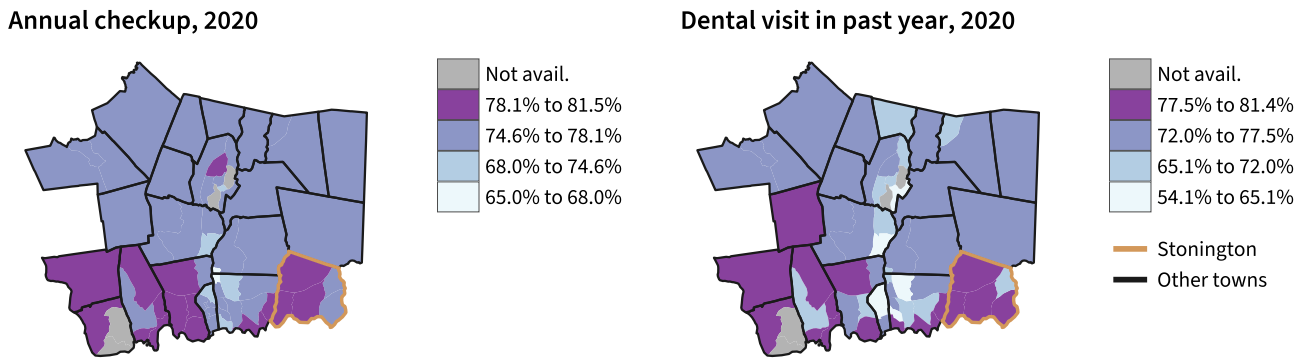 Annual checkup, 2020
Not avail.
78.1% to 81.5%
74.6% to 78.1%
68.0% to 74.6%
65.0% to 68.0%
Dental visit in past year, 2020
Not avail.
77.5% to 81.4%
72.0% to 77.5%
65.1% to 72.0%
54.1% to 65.1%
Stonington
Other towns